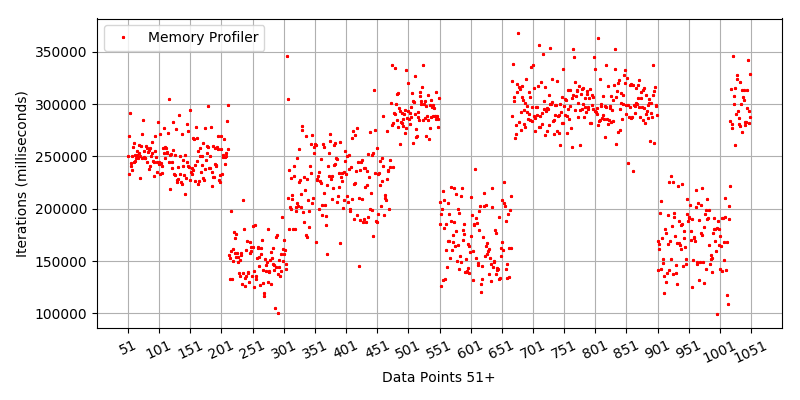 Memory Profiler
350000
300000
250000
200000
150000
100000
Iterations (milliseconds)
51 101 151 201 251 301 351 401 451 501 551 601 651 701 751 801 851 901 951 1001 1051
Data Points 51+